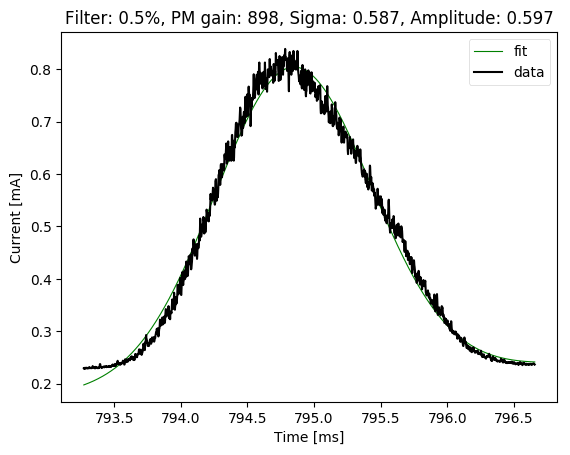 Filter: 0.5%, PM gain: 898, Sigma: 0.587, Amplitude: 0.597
fit
data
0.8
0.7
0.6
0.5
0.4
0.3
0.2
Current [mA]
793.5 794.0 794.5 795.0 795.5 796.0 796.5
Time [ms]